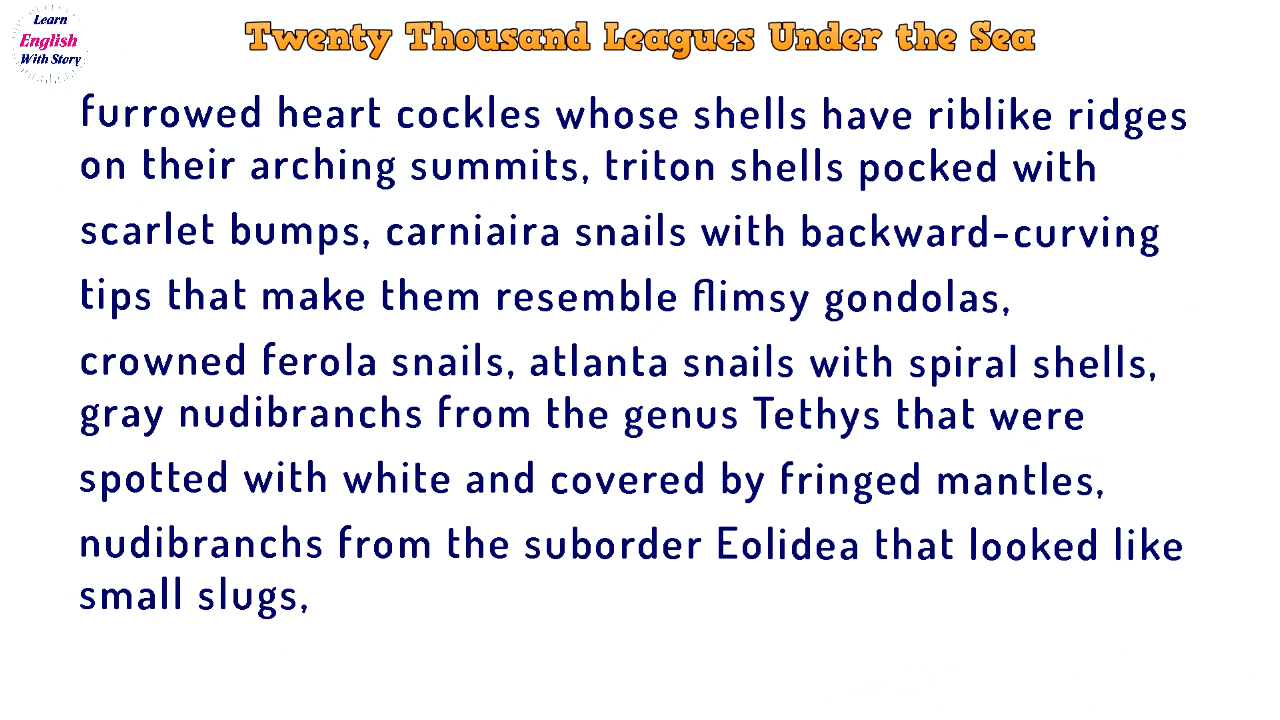 Learn
English
With Story
Twenty Thousand Leagues Under the Sea
furrowed heart cockles whose shells have riblike ridges
on their arching summits, triton shells pocked with
scarlet bumps, carniaira snails with backward-curving
tips that make them resemble flimsy gondolas,
crowned ferola snails, atlanta snails with spiral shells,
gray nudibranchs from the genus Tethys that were
spotted with white and covered by fringed mantles,
nudibranchs from the suborder Eolidea that looked like
small slugs,